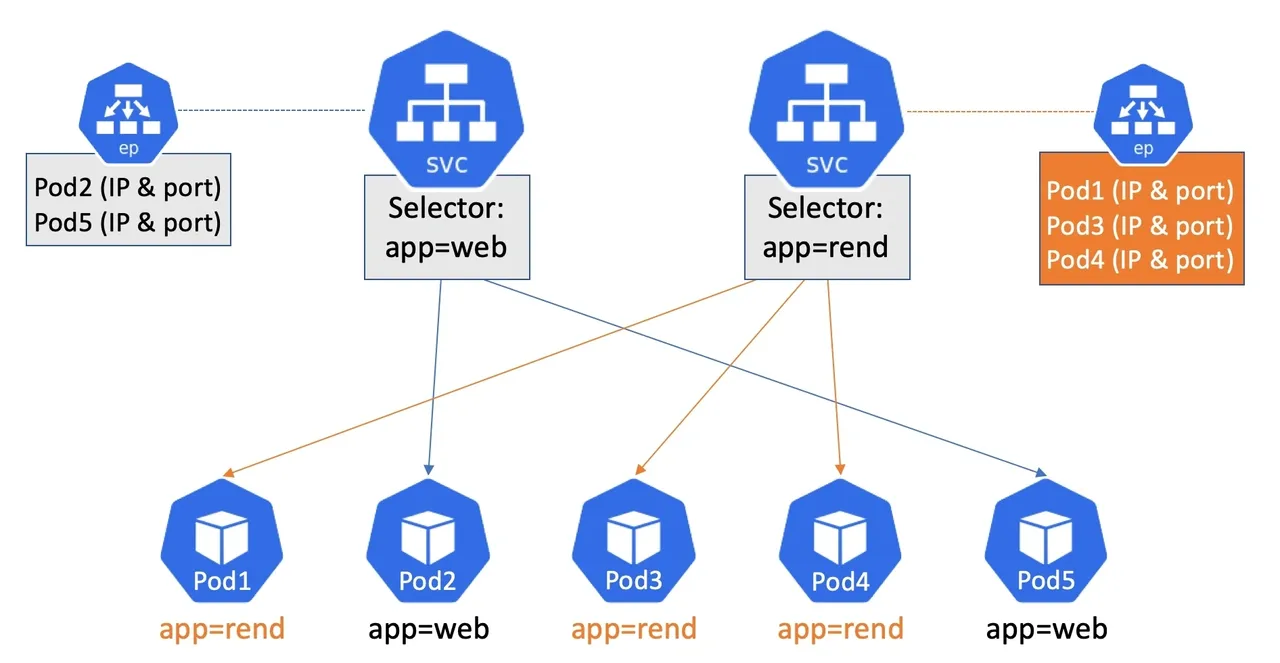 ep
Pod2 (IP & port)
Pod5 (IP & port)
svc
Selector:
app=web
svc
Selector:
app=rend
ep
Pod1 (IP & port)
Pod3 (IP & port)
Pod4 (IP & port)
Pod1
app=rend
Pod2
app=web
Pod3
app=rend
Pod4
app=rend
Pod5
app=web